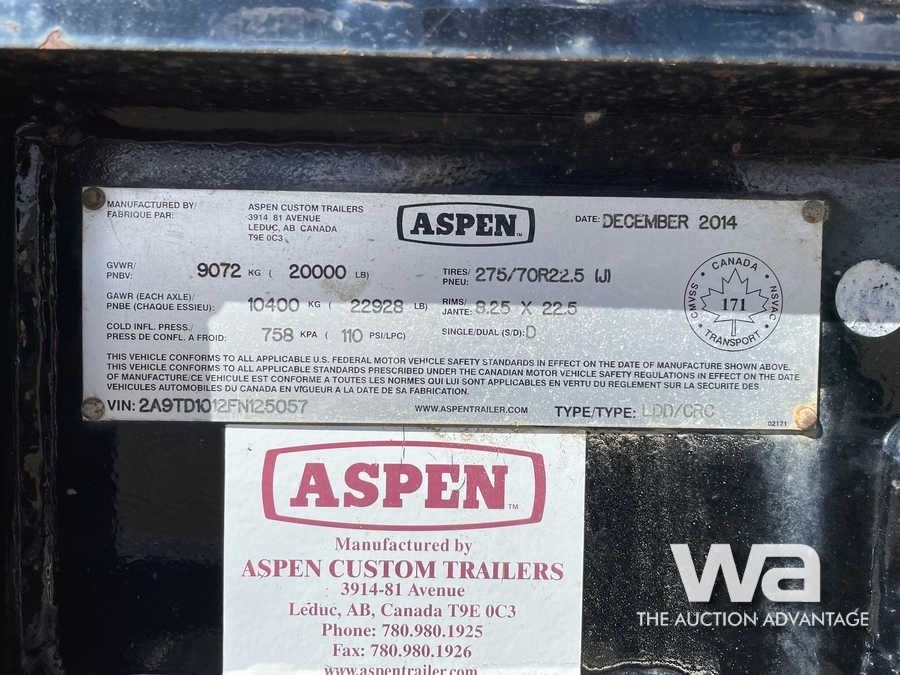 MANUFACTURED BY/
FABRIQUE PAR:
ASPEN CUSTOM TRAILERS
3914 81 AVENUE
LEDUC, AB CANADA
T9E 0C3
ASPEN™
DATE: DECEMBER 2014
GVWR/
PNBV:
9072 KG ( 20000 LB)
TIRES/
PNEU: 275/70R22.5 (J)
GAWR (EACH AXLE)/
PNBE (CHAQUE ESSIEU):
10400 KG ( 22928 LB)
RIMS/
JANTE: 8.25 X 22.5
COLD INFL. PRESS./
PRESS DE CONFL. A FROID:
758 KPA ( 110 PSI/LPC)
SINGLE/DUAL (S/D): D
CANADA
CMVSS
171
NSVAC
TRANSPORT
THIS VEHICLE CONFORMS TO ALL APPLICABLE U.S. FEDERAL MOTOR VEHICLE SAFETY STANDARDS IN EFFECT ON THE DATE OF MANUFACTURE SHOWN ABOVE.
THIS VEHICLE CONFORMS TO ALL APPLICABLE STANDARDS PRESCRIBED UNDER THE CANADIAN MOTOR VEHICLE SAFETY REGULATIONS IN EFFECT ON THE DATE
OF MANUFACTURE/CE VEHICULE EST CONFORME A TOUTES LES NORMES QUI LUI SONT APPLICABLES EN VERTU DU REGLEMENT SUR LA SECURITE DES
VEHICULES AUTOMOBILES DU CANADA EN VIGUEUR A LA DATE DE SA FABRICATION.
VIN: 2A9TD1012FN125057
WWW.ASPENTRAILER.COM
TYPE/TYPE: LDD/CRC
02171
ASPEN™
Manufactured by
ASPEN CUSTOM TRAILERS
3914-81 Avenue
Leduc, AB, Canada T9E 0C3
Phone: 780.980.1925
Fax: 780.980.1926
www.aspentrailer.com
wa
THE AUCTION ADVANTAGE